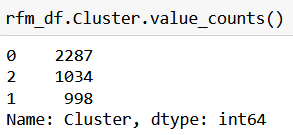 rfm_df.Cluster.value_counts()
0    2287
2    1034
1     998
Name: Cluster, dtype: int64